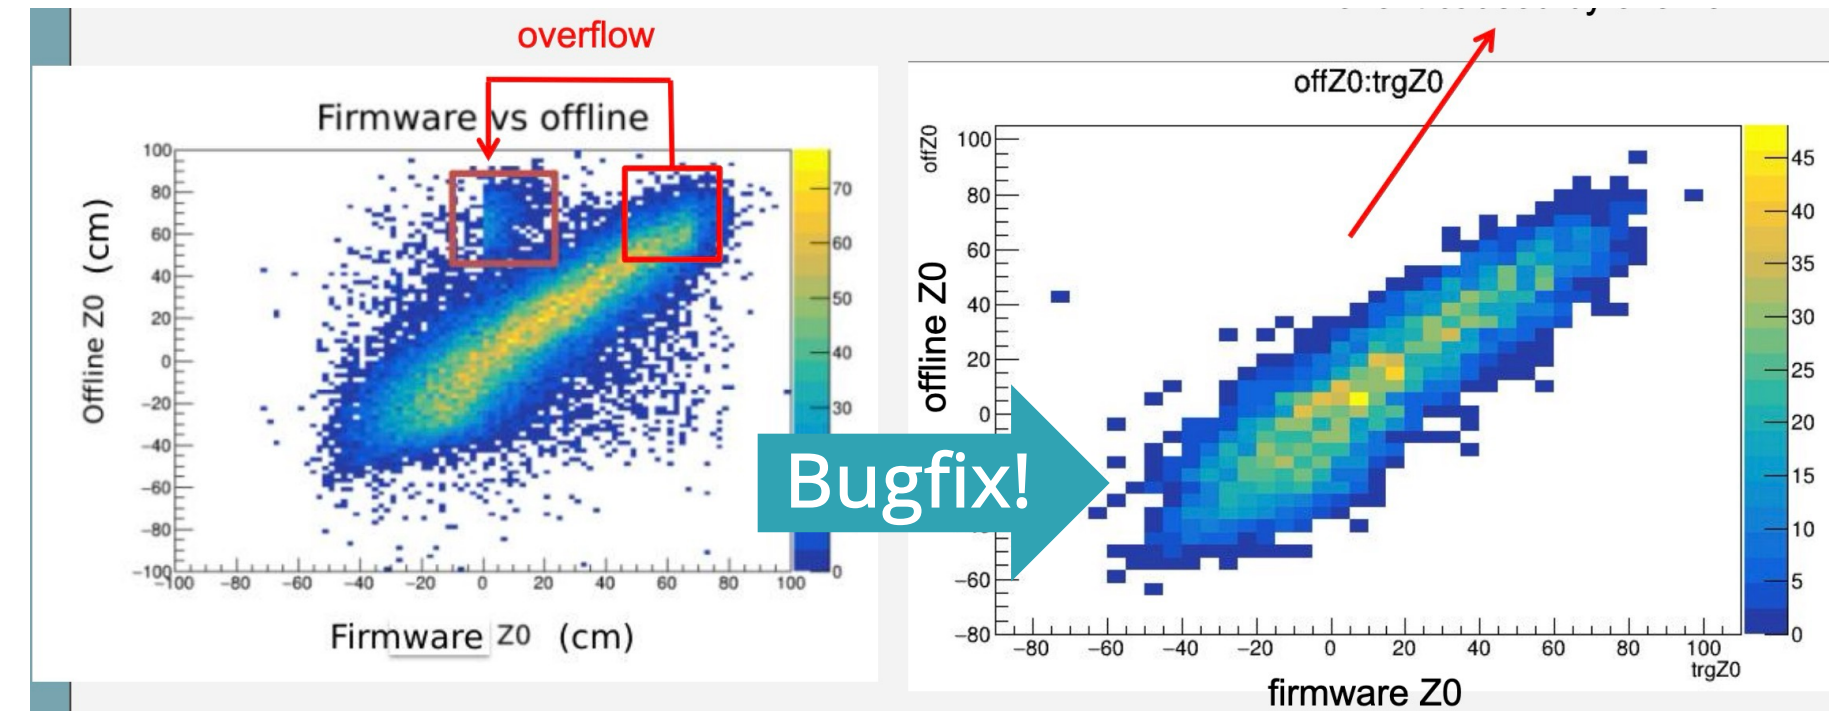 overflow
Firmware vs offline
100
80
60
40
20
0
−20
−40
−60
−80
−100
Offline Z0 (cm)
−100 −80 −60 −40 −20 0 20 40 60 80 100
Firmware Z0 (cm)
70
60
50
40
30
0
Bugfix!
offZ0:trgZ0
offZ0
offline Z0
100
80
60
40
20
0
−60
−80
−80 −60 −40 −20 0 20 40 60 80 100
trgZ0
firmware Z0
45
40
35
30
25
20
15
10
5
0